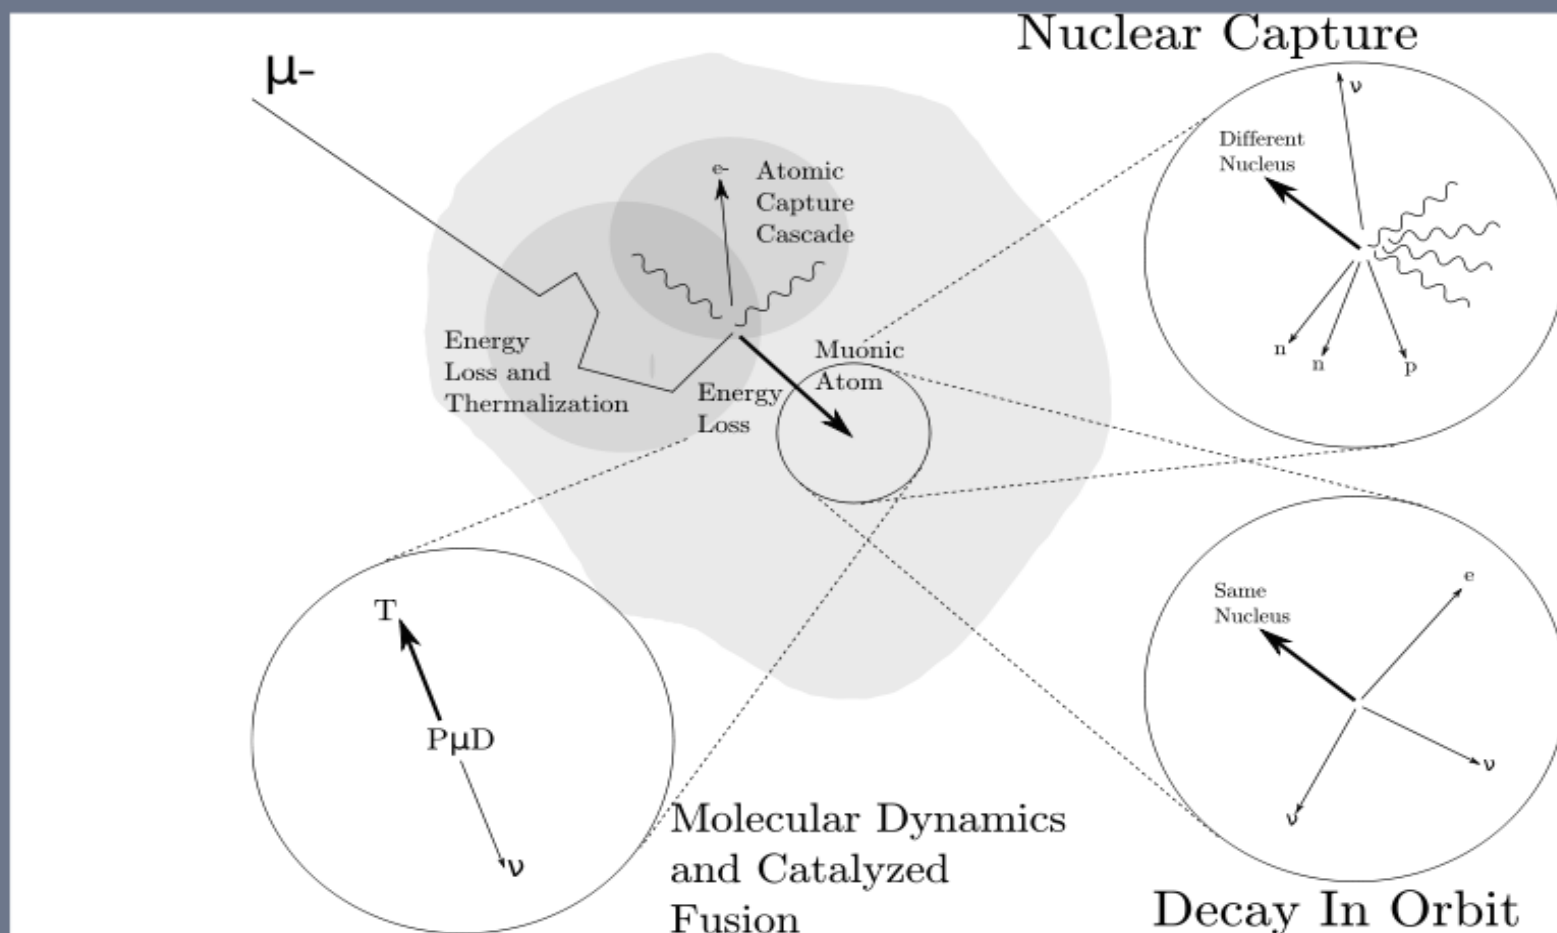 Nuclear Capture
μ-
ν
Different
Nucleus
e-
Atomic
Capture
Cascade
Energy
Loss and
Thermalization
Muonic
Atom
Energy
Loss
n
n
p
e
Same
Nucleus
ν
ν
T
PμD
ν
Molecular Dynamics
and Catalyzed
Fusion
Decay In Orbit